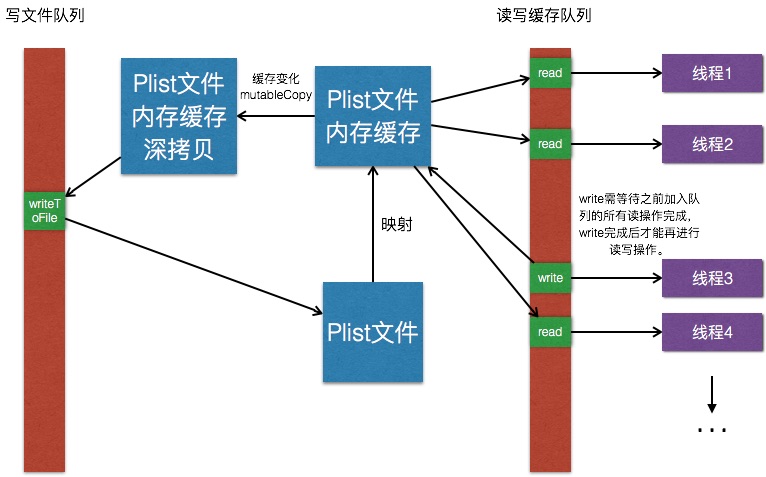 写文件队列
读写缓存队列
Plist文件
内存缓存
深拷贝
缓存变化
mutableCopy
Plist文件
内存缓存
read
线程1
read
线程2
writeT
oFile
映射
write需等待之前加入队
列的所有读操作完成,
write完成后才能再进行
读写操作。
write
线程3
Plist文件
read
线程4
...